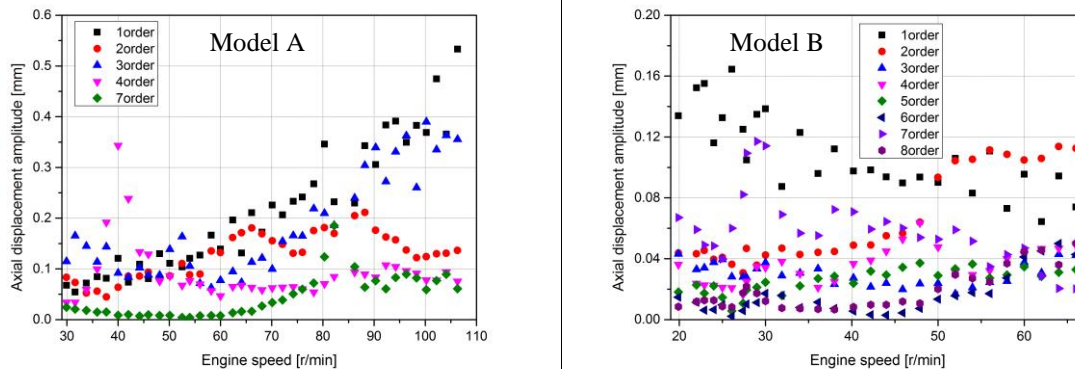 Model A
1order
2order
3order
4order
7order
Axial displacement amplitude [mm]
0.6
0.5
0.4
0.3
0.2
0.1
0.0
30 40 50 60 70 80 90 100 110
Engine speed [r/min]
Model B
1order
2order
3order
4order
5order
6order
7order
8order
Axial displacement amplitude [mm]
0.20
0.16
0.12
0.08
0.04
0.00
20 30 40 50 60
Engine speed [r/min]